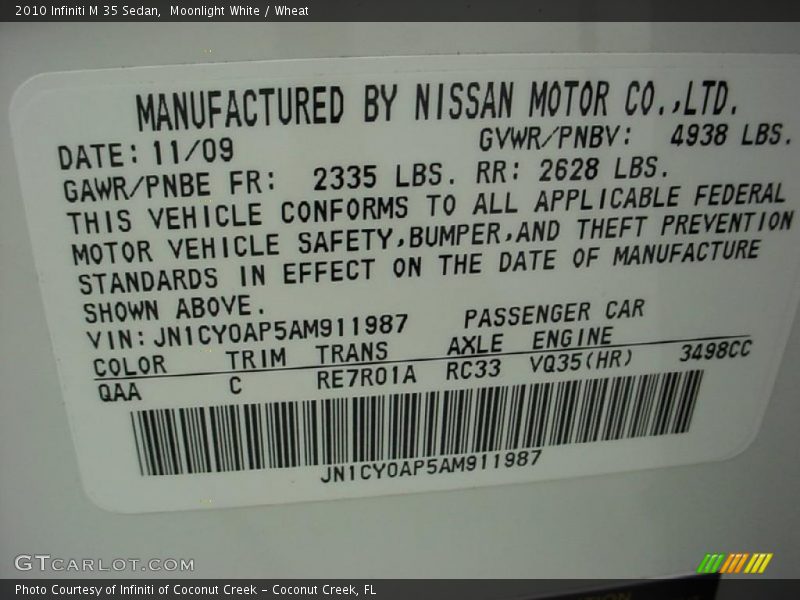 2010 Infiniti M 35 Sedan,  Moonlight White / Wheat
MANUFACTURED BY NISSAN MOTOR CO.,LTD.
DATE: 11/09 GVWR/PNBV: 4938 LBS.
GAWR/PNBE FR: 2335 LBS. RR: 2628 LBS.
THIS VEHICLE CONFORMS TO ALL APPLICABLE FEDERAL
MOTOR VEHICLE SAFETY,BUMPER,AND THEFT PREVENTION
STANDARDS IN EFFECT ON THE DATE OF MANUFACTURE
SHOWN ABOVE.
VIN: JN1CY0AP5AM911987 PASSENGER CAR
COLOR TRIM TRANS AXLE ENGINE
QAA C RE7R01A RC33 VQ35(HR) 3498CC
JN1CY0AP5AM911987
GTCARLOT.COM
Photo Courtesy of Infiniti of Coconut Creek – Coconut Creek, FL